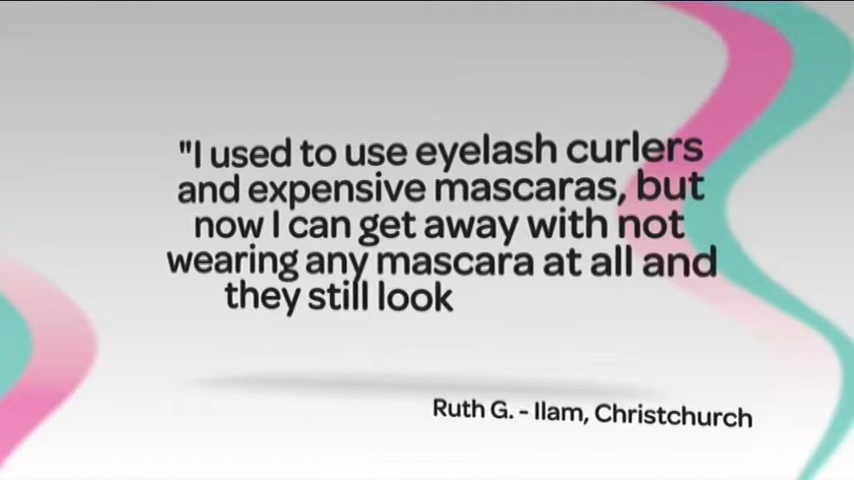 "I used to use eyelash curlers
and expensive mascaras, but
now I can get away with not
wearing any mascara at all and
they still look
Ruth G. - Ilam, Christchurch